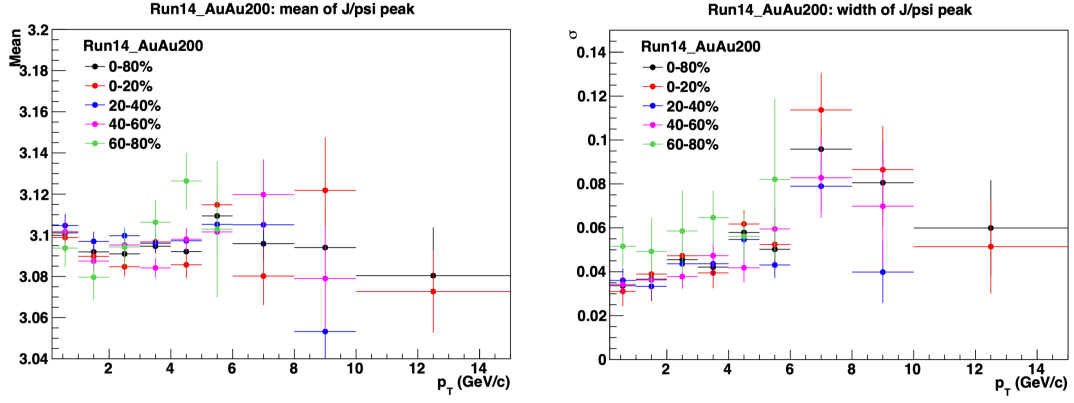 Run14_AuAu200: mean of J/psi peak
Mean
3.2
3.18
3.16
3.14
3.12
3.1
3.08
3.06
3.04
Run14_AuAu200
0-80%
0-20%
20-40%
40-60%
60-80%
2 4 6 8 10 12 14
p_T (GeV/c)
Run14_AuAu200: width of J/psi peak
σ
0.14
0.12
0.1
0.08
0.06
0.04
0.02
0
Run14_AuAu200
0-80%
0-20%
20-40%
40-60%
60-80%
2 4 6 8 10 12 14
p_T (GeV/c)